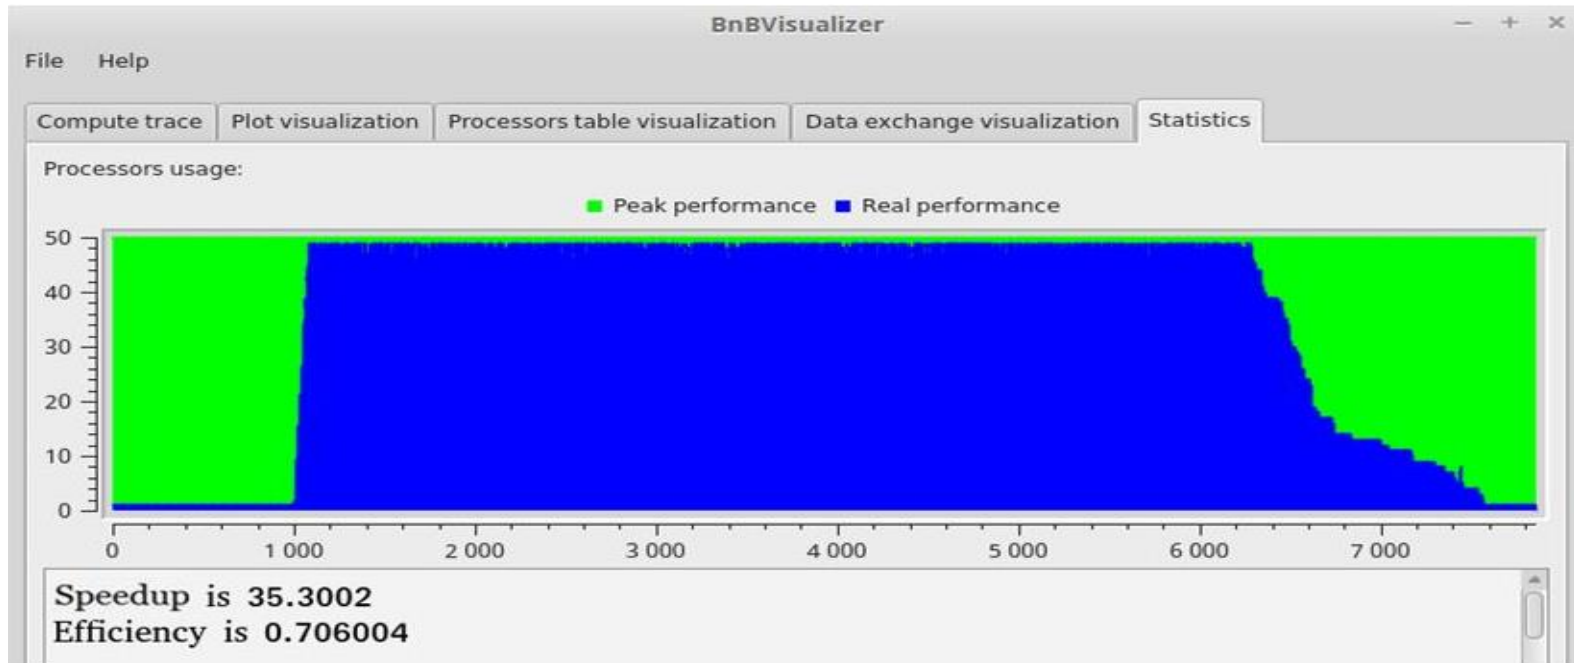 BnBVisualizer
File Help
Compute trace Plot visualization Processors table visualization Data exchange visualization Statistics
Processors usage:
Peak performance Real performance
50
40
30
20
10
0
0 1 000 2 000 3 000 4 000 5 000 6 000 7 000
Speedup is 35.3002
Efficiency is 0.706004